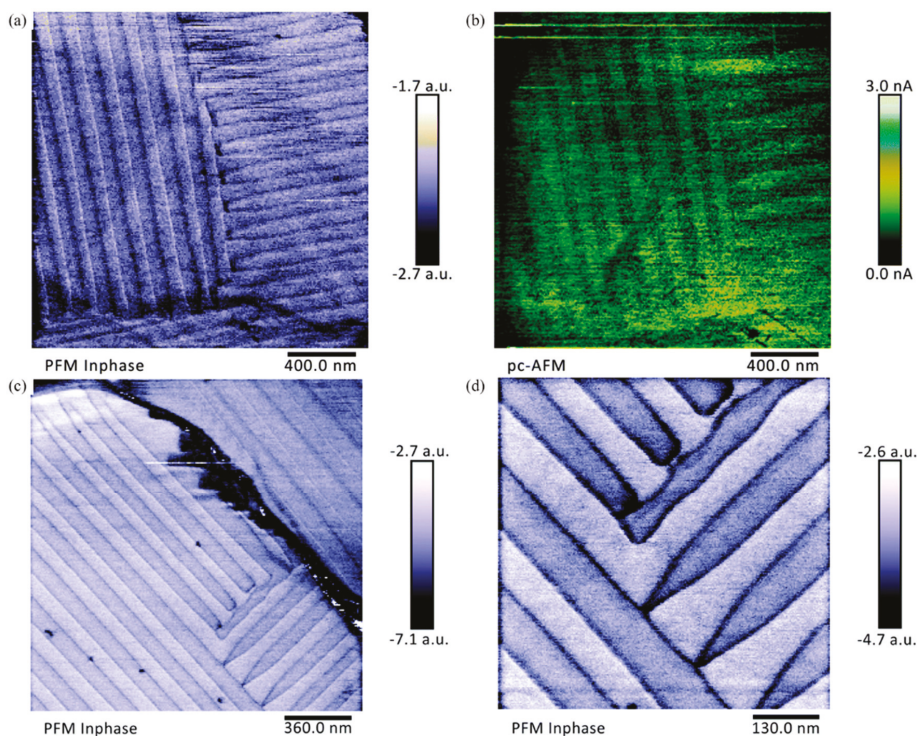 (a)
-1.7 a.u.
-2.7 a.u.
PFM Inphase
400.0 nm
(b)
3.0 nA
0.0 nA
pc-AFM
400.0 nm
(c)
-2.7 a.u.
-7.1 a.u.
PFM Inphase
360.0 nm
(d)
-2.6 a.u.
-4.7 a.u.
PFM Inphase
130.0 nm